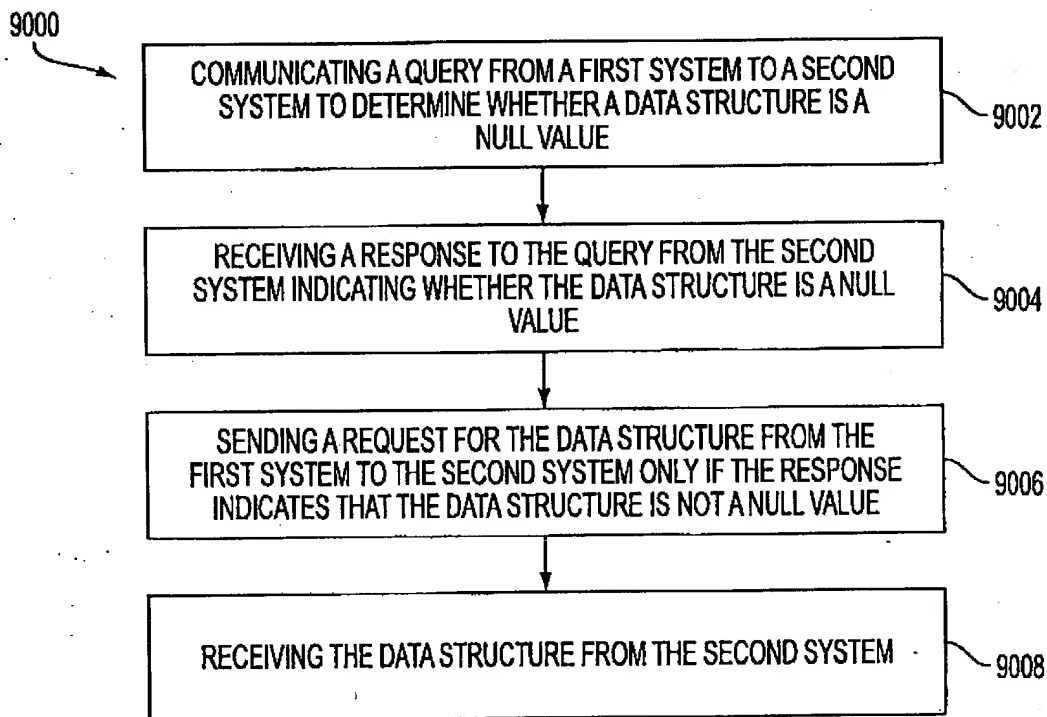 9000
COMMUNICATING A QUERY FROM A FIRST SYSTEM TO A SECOND
SYSTEM TO DETERMINE WHETHER A DATA STRUCTURE IS A
NULL VALUE
9002
RECEIVING A RESPONSE TO THE QUERY FROM THE SECOND
SYSTEM INDICATING WHETHER THE DATA STRUCTURE IS A NULL
VALUE
9004
SENDING A REQUEST FOR THE DATA STRUCTURE FROM THE
FIRST SYSTEM TO THE SECOND SYSTEM ONLY IF THE RESPONSE
INDICATES THAT THE DATA STRUCTURE IS NOT A NULL VALUE
9006
RECEIVING THE DATA STRUCTURE FROM THE SECOND SYSTEM
9008